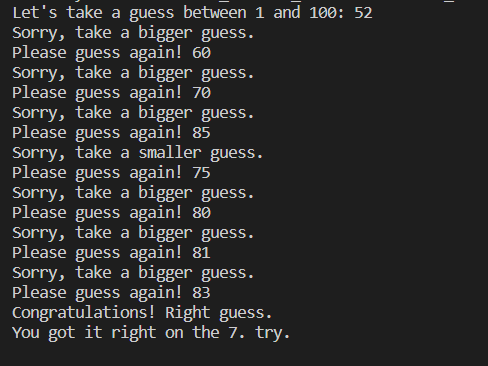 Let's take a guess between 1 and 100: 52
Sorry, take a bigger guess.
Please guess again! 60
Sorry, take a bigger guess.
Please guess again! 70
Sorry, take a bigger guess.
Please guess again! 85
Sorry, take a smaller guess.
Please guess again! 75
Sorry, take a bigger guess.
Please guess again! 80
Sorry, take a bigger guess.
Please guess again! 81
Sorry, take a bigger guess.
Please guess again! 83
Congratulations! Right guess.
You got it right on the 7. try.